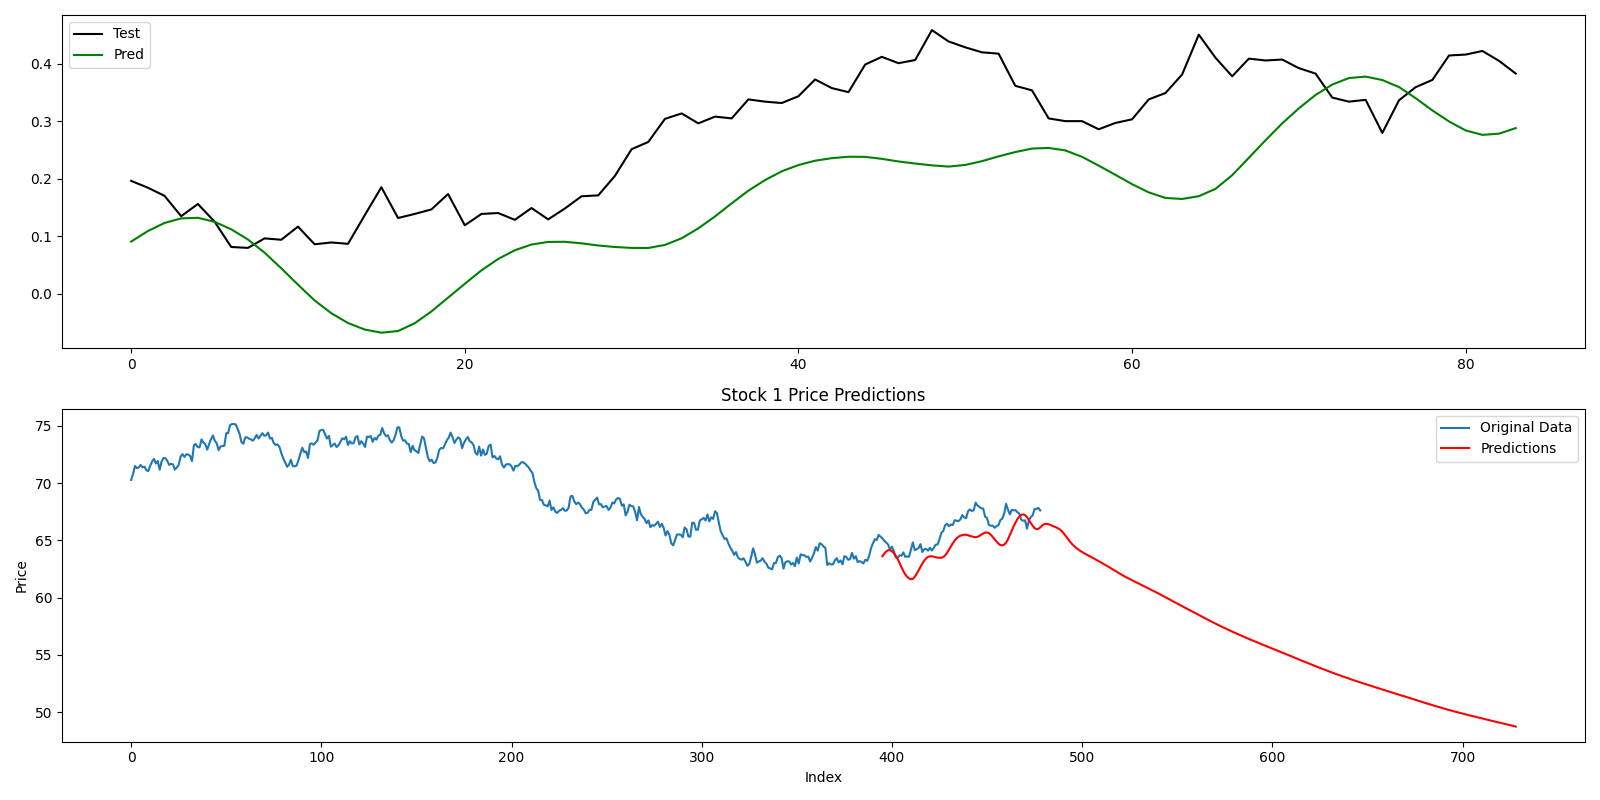 Test
Pred
0.4
0.3
0.2
0.1
0.0
0 20 40 60 80
Stock 1 Price Predictions
Original Data
Predictions
75
70
65
60
55
50
Price
0 100 200 300 400 500 600 700
Index